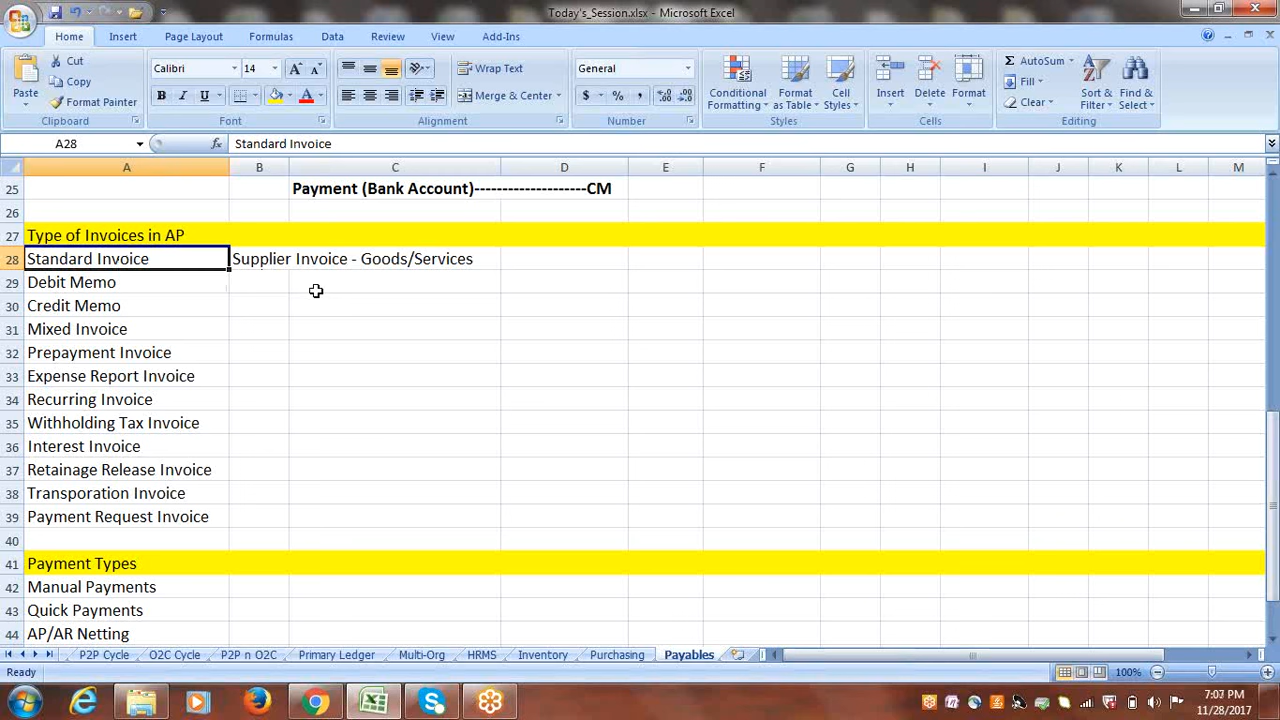 Today's_Session.xlsx - Microsoft Excel
Home Insert Page Layout Formulas Data Review View Add-Ins
Paste
Cut
Copy
Format Painter
Clipboard
Calibri 14
B I U
Font
Wrap Text
Merge & Center
Alignment
General
$ % ,
Number
Conditional Formatting
Format as Table
Cell Styles
Styles
Insert Delete Format
Cells
Σ AutoSum
Fill
Clear
Sort & Filter
Find & Select
Editing
A28 fx Standard Invoice
A B C D E F G H I J K L M
25 Payment (Bank Account)--------------------CM
26
27 Type of Invoices in AP
28 Standard Invoice Supplier Invoice - Goods/Services
29 Debit Memo
30 Credit Memo
31 Mixed Invoice
32 Prepayment Invoice
33 Expense Report Invoice
34 Recurring Invoice
35 Withholding Tax Invoice
36 Interest Invoice
37 Retainage Release Invoice
38 Transporation Invoice
39 Payment Request Invoice
40
41 Payment Types
42 Manual Payments
43 Quick Payments
44 AP/AR Netting
P2P Cycle O2C Cycle P2P n O2C Primary Ledger Multi-Org HRMS Inventory Purchasing Payables
Ready 100%
7:07 PM
11/28/2017